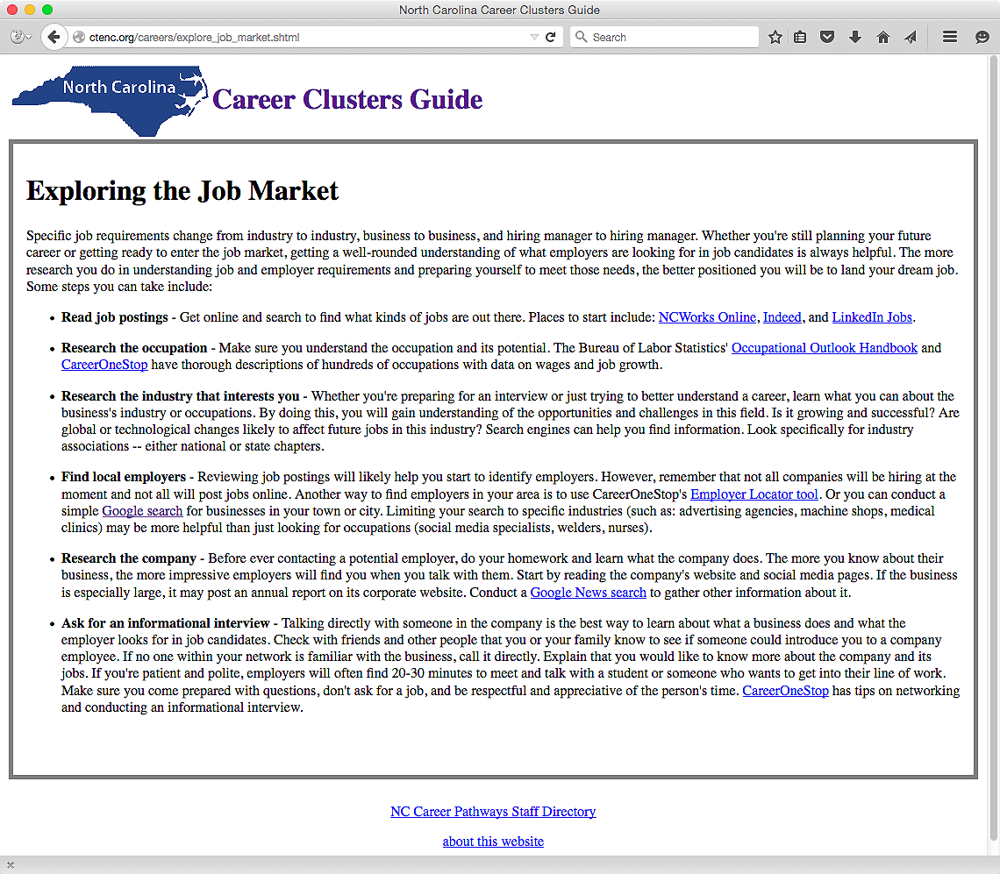 North Carolina Career Clusters Guide
ctenc.org/careers/explore_job_market.shtml
Search
North Carolina
Career Clusters Guide
Exploring the Job Market
Specific job requirements change from industry to industry, business to business, and hiring manager to hiring manager. Whether you're still planning your future
career or getting ready to enter the job market, getting a well-rounded understanding of what employers are looking for in job candidates is always helpful. The more
research you do in understanding job and employer requirements and preparing yourself to meet those needs, the better positioned you will be to land your dream job.
Some steps you can take include:
• Read job postings - Get online and search to find what kinds of jobs are out there. Places to start include: NCWorks Online, Indeed, and LinkedIn Jobs.
• Research the occupation - Make sure you understand the occupation and its potential. The Bureau of Labor Statistics' Occupational Outlook Handbook and
CareerOneStop have thorough descriptions of hundreds of occupations with data on wages and job growth.
• Research the industry that interests you - Whether you're preparing for an interview or just trying to better understand a career, learn what you can about the
business's industry or occupations. By doing this, you will gain understanding of the opportunities and challenges in this field. Is it growing and successful? Are
global or technological changes likely to affect future jobs in this industry? Search engines can help you find information. Look specifically for industry
associations -- either national or state chapters.
• Find local employers - Reviewing job postings will likely help you start to identify employers. However, remember that not all companies will be hiring at the
moment and not all will post jobs online. Another way to find employers in your area is to use CareerOneStop's Employer Locator tool. Or you can conduct a
simple Google search for businesses in your town or city. Limiting your search to specific industries (such as: advertising agencies, machine shops, medical
clinics) may be more helpful than just looking for occupations (social media specialists, welders, nurses).
• Research the company - Before ever contacting a potential employer, do your homework and learn what the company does. The more you know about their
business, the more impressive employers will find you when you talk with them. Start by reading the company's website and social media pages. If the business
is especially large, it may post an annual report on its corporate website. Conduct a Google News search to gather other information about it.
• Ask for an informational interview - Talking directly with someone in the company is the best way to learn about what a business does and what the
employer looks for in job candidates. Check with friends and other people that you or your family know to see if someone could introduce you to a company
employee. If no one within your network is familiar with the business, call it directly. Explain that you would like to know more about the company and its
jobs. If you're patient and polite, employers will often find 20-30 minutes to meet and talk with a student or someone who wants to get into their line of work.
Make sure you come prepared with questions, don't ask for a job, and be respectful and appreciative of the person's time. CareerOneStop has tips on networking
and conducting an informational interview.
NC Career Pathways Staff Directory
about this website